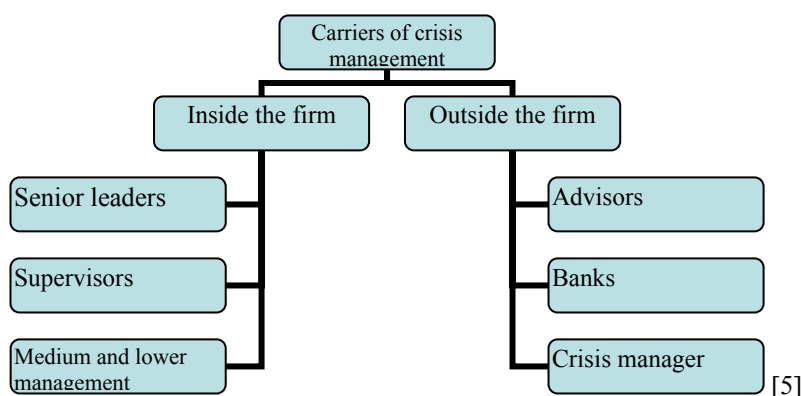 Carriers of crisis
management
Inside the firm
Outside the firm
Senior leaders
Advisors
Supervisors
Banks
Medium and lower
management
Crisis manager
[5]